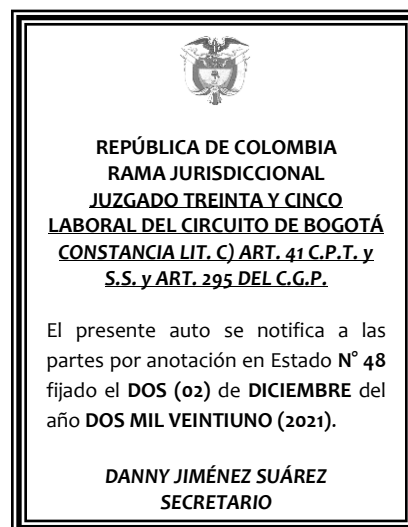 REPÚBLICA DE COLOMBIA
RAMA JURISDICCIONAL
JUZGADO TREINTA Y CINCO
LABORAL DEL CIRCUITO DE BOGOTÁ
CONSTANCIA LIT. C) ART. 41 C.P.T. y
S.S. y ART. 295 DEL C.G.P.
El presente auto se notifica a las
partes por anotación en Estado N° 48
fijado el DOS (02) de DICIEMBRE del
año DOS MIL VEINTIUNO (2021).
DANNY JIMÉNEZ SUÁREZ
SECRETARIO